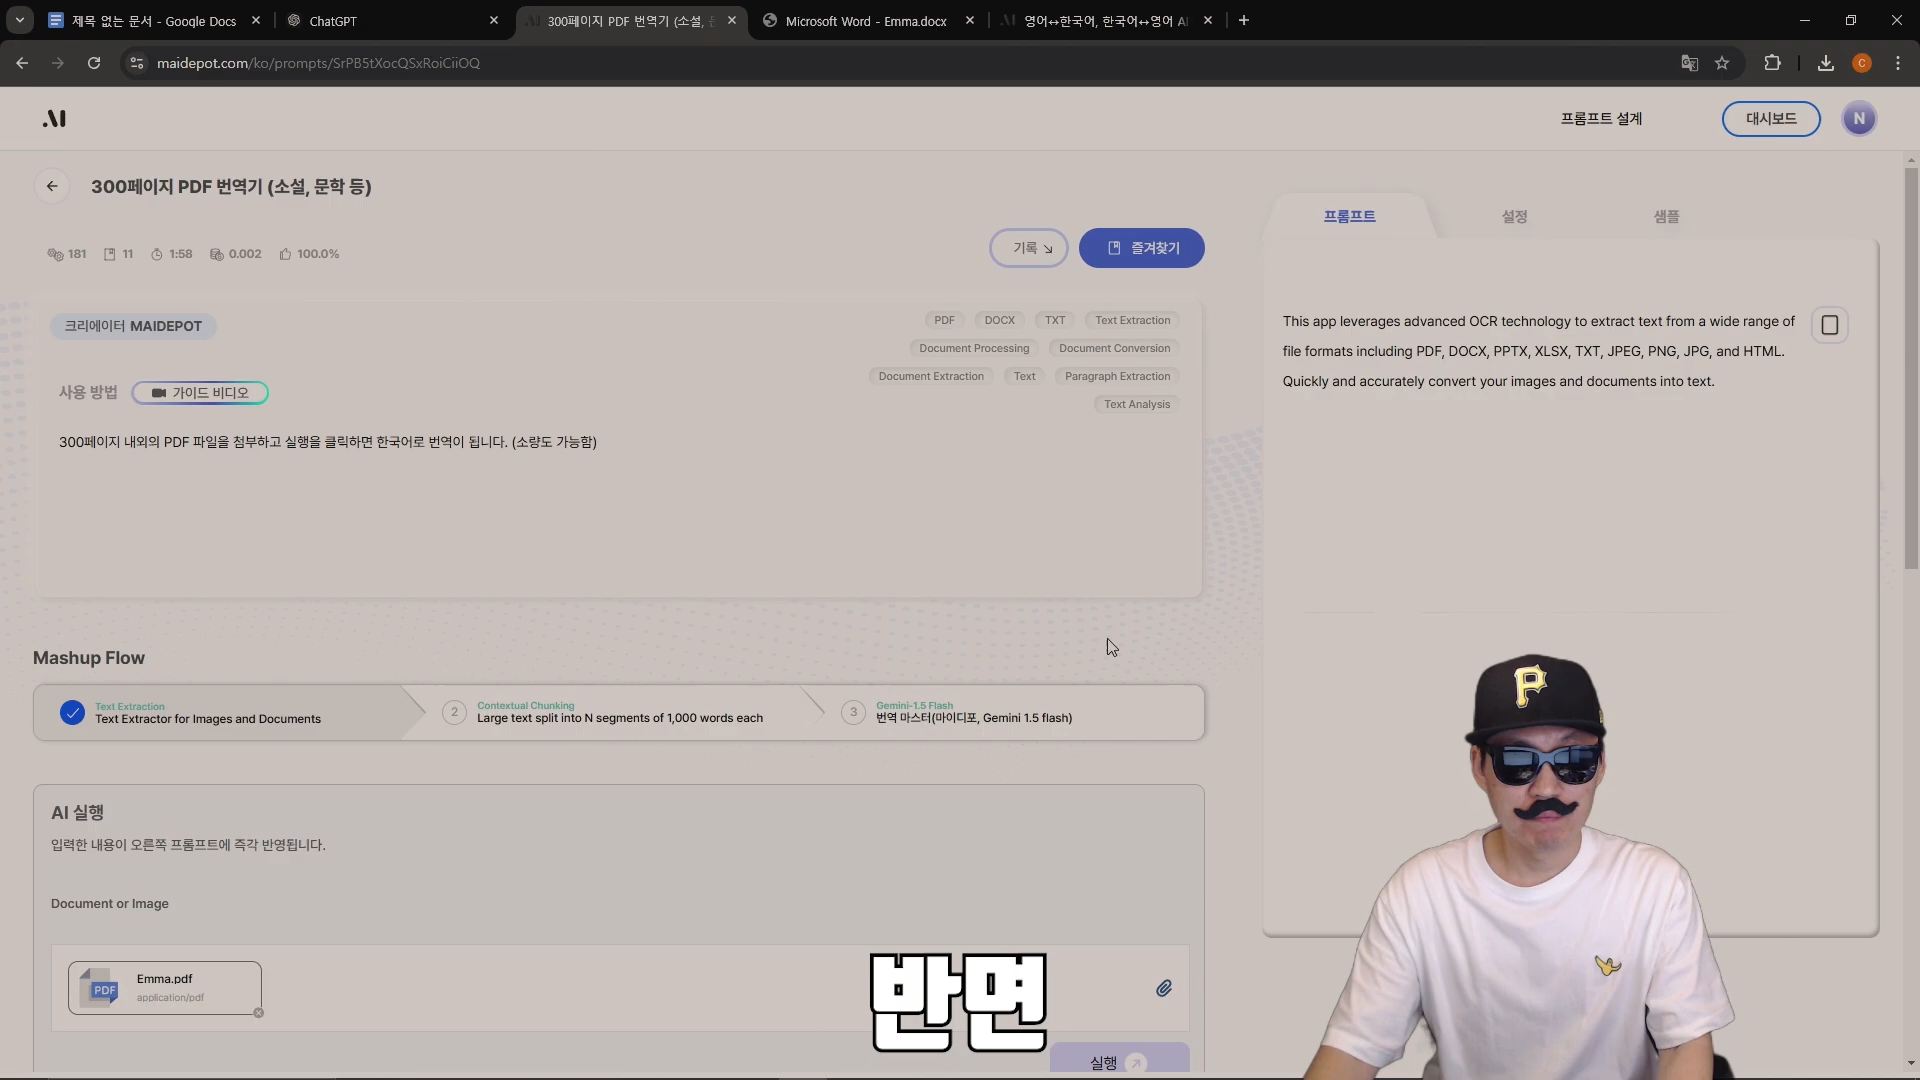 제목 없는 문서 - Google Docs
ChatGPT
300페이지 PDF 번역기 (소설,
Microsoft Word - Emma.docx
영어↔한국어, 한국어↔영어 A
maidepot.com/ko/prompts/SrPB5tXocQSxRoiCiiOQ
C
.AI
프롬프트 설계
대시보드
N
300페이지 PDF 번역기 (소설, 문학 등)
181
11
1:58
0.002
100.0%
기록
즐겨찾기
크리에이터 MAIDEPOT
PDF
DOCX
TXT
Text Extraction
Document Processing
Document Conversion
Document Extraction
Text
Paragraph Extraction
Text Analysis
사용 방법
가이드 비디오
300페이지 내외의 PDF 파일을 첨부하고 실행을 클릭하면 한국어로 번역이 됩니다. (소량도 가능함)
프롬프트
설정
샘플
This app leverages advanced OCR technology to extract text from a wide range of
file formats including PDF, DOCX, PPTX, XLSX, TXT, JPEG, PNG, JPG, and HTML.
Quickly and accurately convert your images and documents into text.
Mashup Flow
Text Extraction
Text Extractor for Images and Documents
2
Contextual Chunking
Large text split into N segments of 1,000 words each
3
Gemini-1.5 Flash
번역 마스터(마이디포, Gemini 1.5 flash)
AI 실행
입력한 내용이 오른쪽 프롬프트에 즉각 반영됩니다.
Document or Image
PDF
Emma.pdf
application/pdf
실행
반면
P